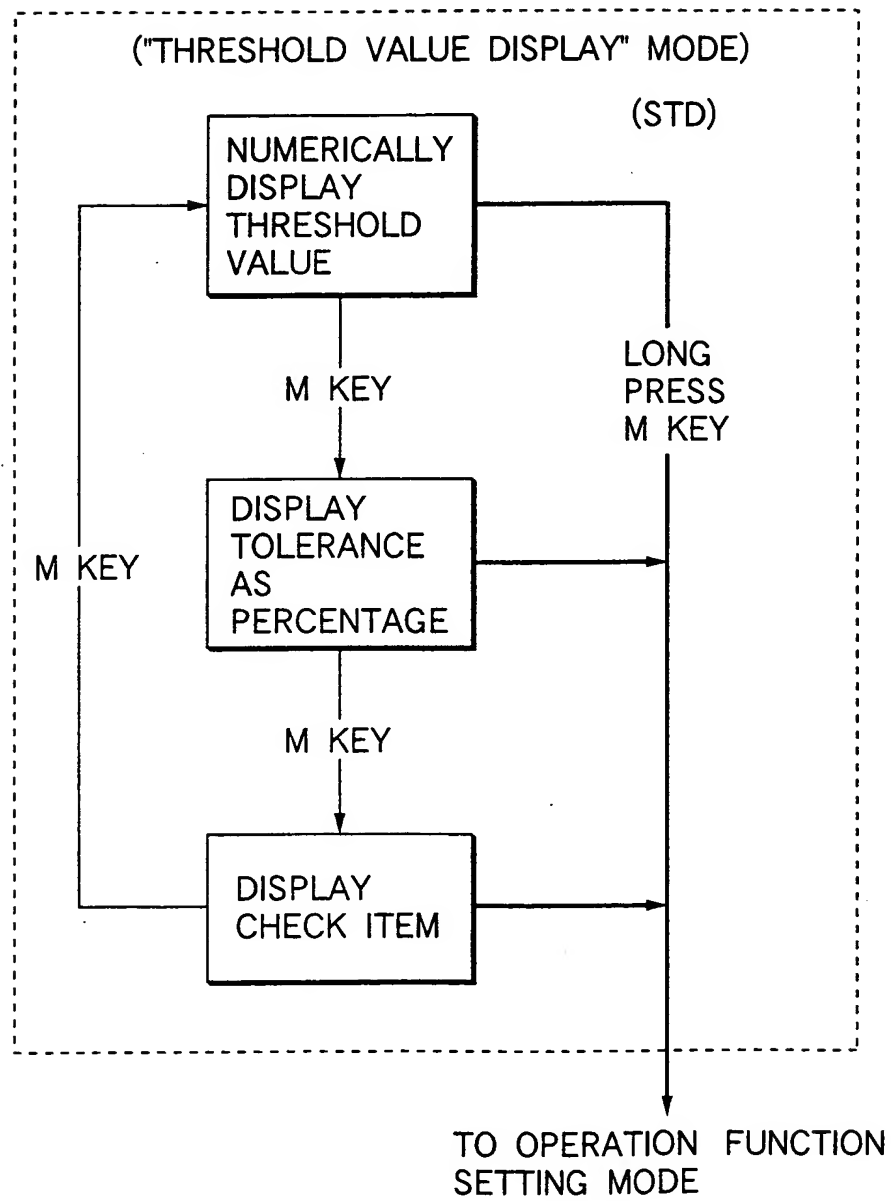 ("THRESHOLD VALUE DISPLAY" MODE)
(STD)
NUMERICALLY
DISPLAY
THRESHOLD
VALUE
M KEY
LONG
PRESS
M KEY
DISPLAY
TOLERANCE
AS
PERCENTAGE
M KEY
M KEY
DISPLAY
CHECK ITEM
TO OPERATION FUNCTION
SETTING MODE